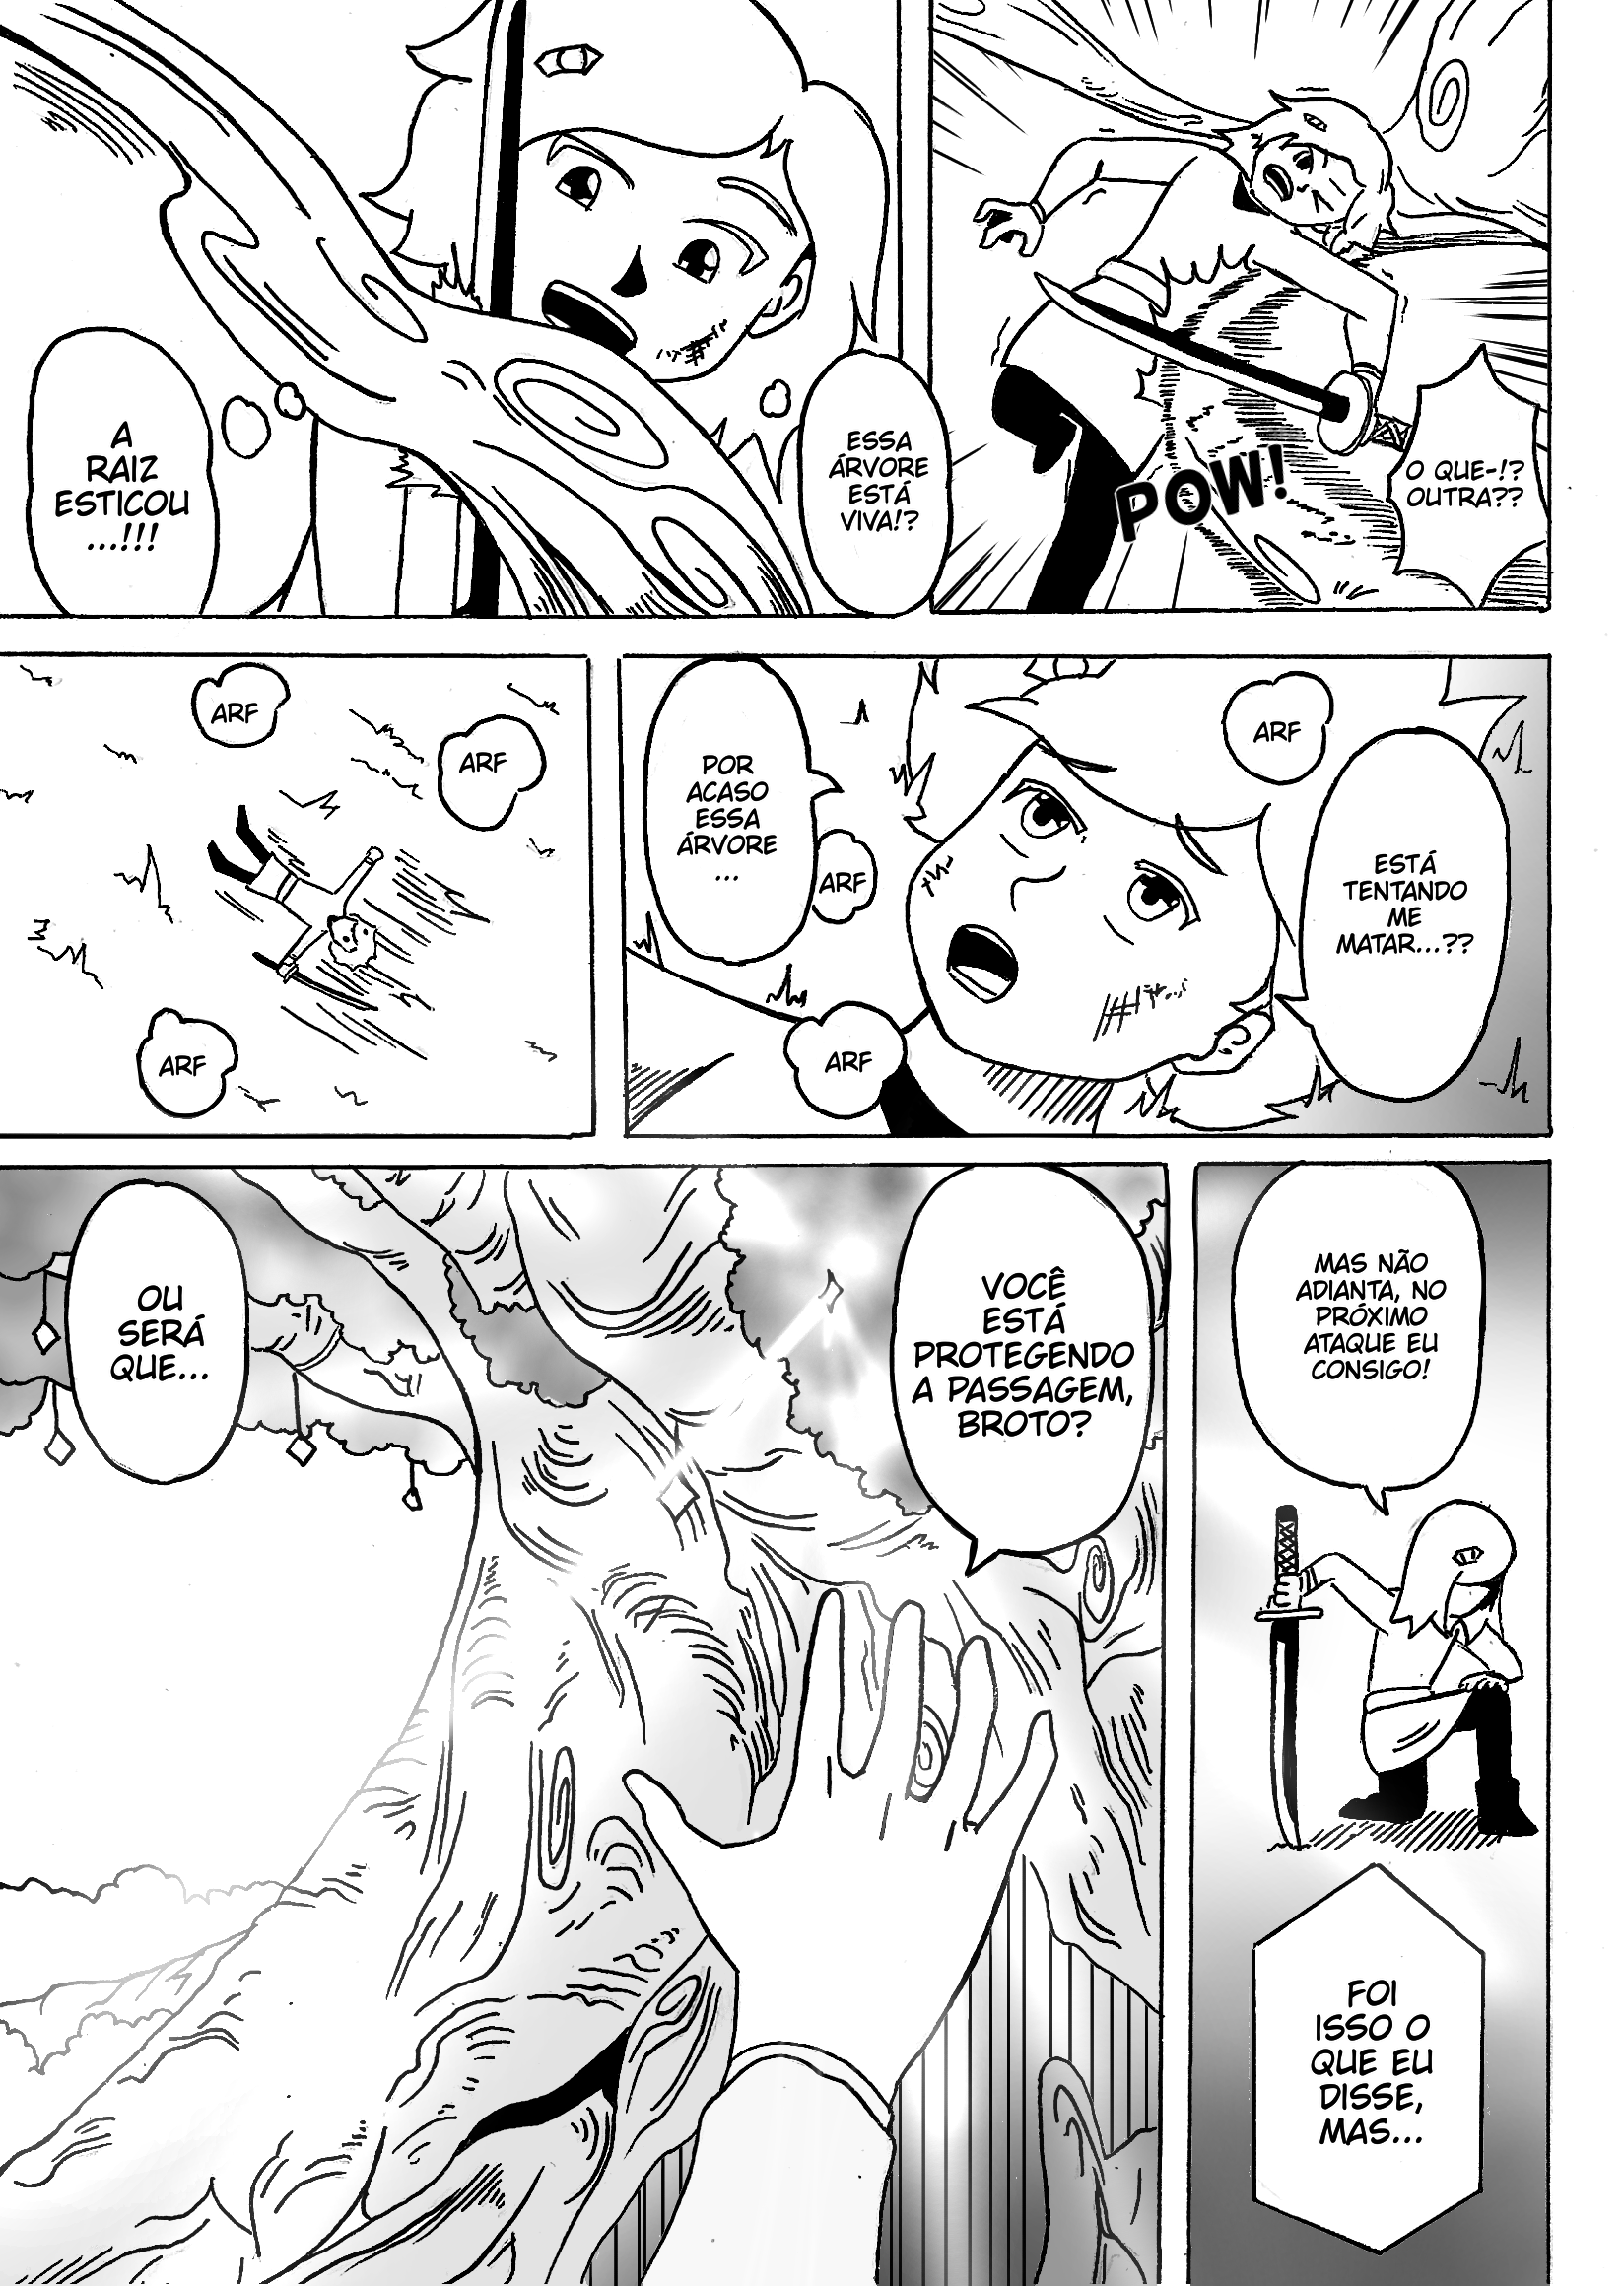 O QUE-!?
OUTRA??
POW!
ESSA
ÁRVORE
ESTÁ
VIVA!?
A
RAIZ
ESTICOU
...!!!
ARF
ESTÁ
TENTANDO
ME
MATAR...??
POR
ACASO
ESSA
ÁRVORE
...
ARF
ARF
ARF
ARF
ARF
MAS NÃO
ADIANTA, NO
PRÓXIMO
ATAQUE EU
CONSIGO!
FOI
ISSO O
QUE EU
DISSE,
MAS...
VOCÊ
ESTÁ
PROTEGENDO
A PASSAGEM,
BROTO?
OU
SERÁ
QUE...